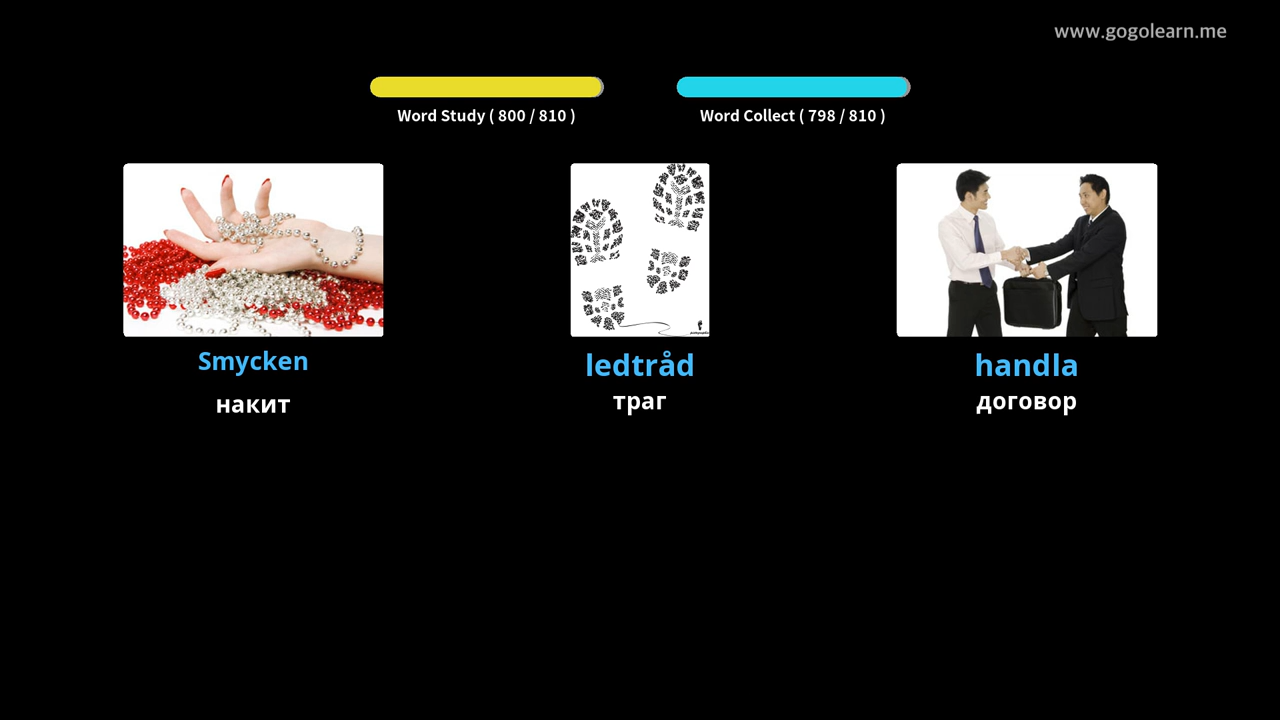 www.gogolearn.me
Word Study ( 800 / 810 )
Word Collect ( 798 / 810 )
Smycken
ledtråd
handla
накит
траг
договор